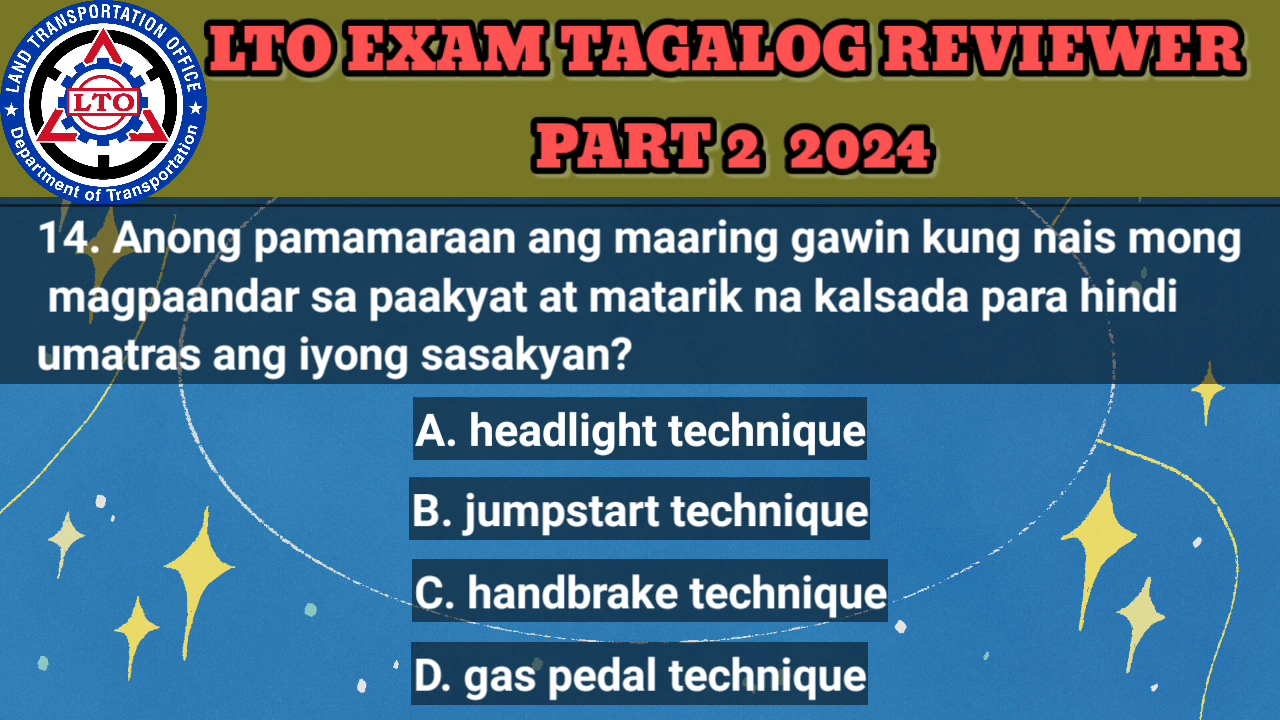 LAND TRANSPORTATION OFFICE
LTO
Department of Transportation
LTO EXAM TAGALOG REVIEWER
PART 2 2024
14. Anong pamamaraan ang maaring gawin kung nais mong
magpaandar sa paakyat at matarik na kalsada para hindi
umatras ang iyong sasakyan?
A. headlight technique
B. jumpstart technique
C. handbrake technique
D. gas pedal technique